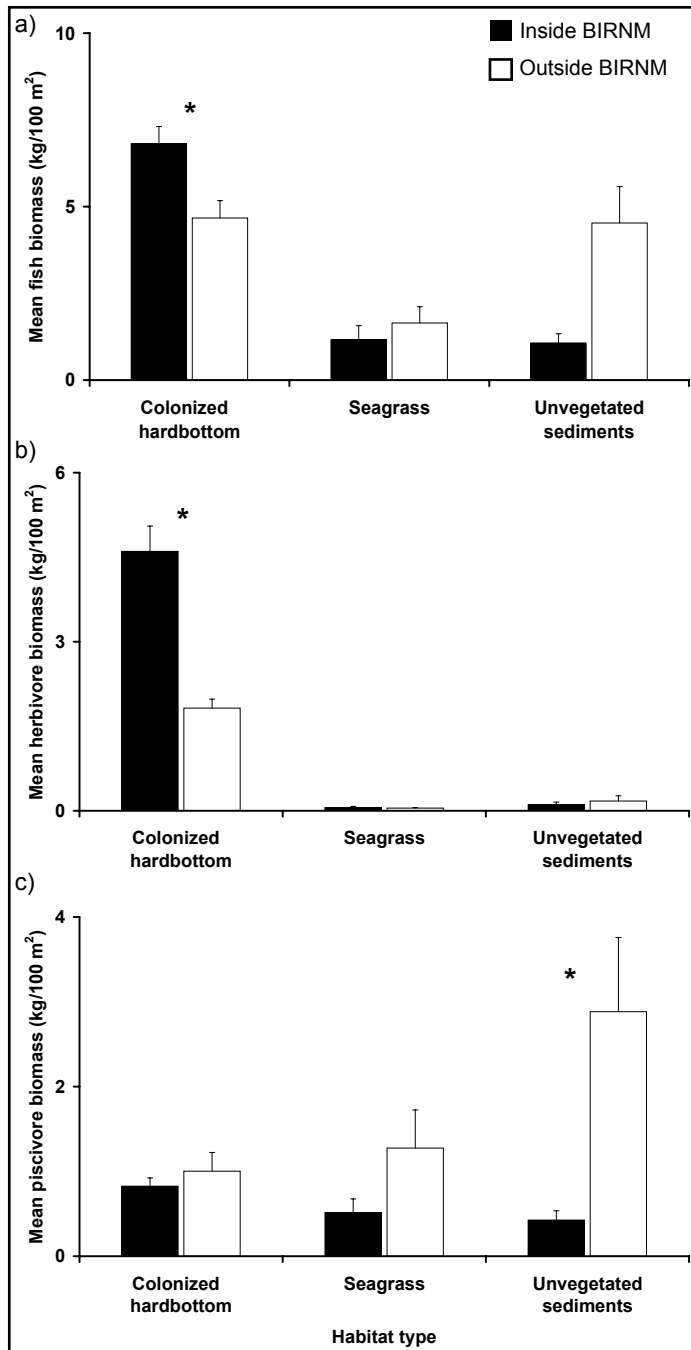 a)
Inside BIRNM
Outside BIRNM
Mean fish biomass (kg/100 m²)
10
5
0
Colonized
hardbottom
Seagrass
Unvegetated
sediments
*
b)
Mean herbivore biomass (kg/100 m²)
6
3
0
Colonized
hardbottom
Seagrass
Unvegetated
sediments
*
c)
Mean piscivore biomass (kg/100 m²)
4
2
0
Colonized
hardbottom
Seagrass
Unvegetated
sediments
*
Habitat type